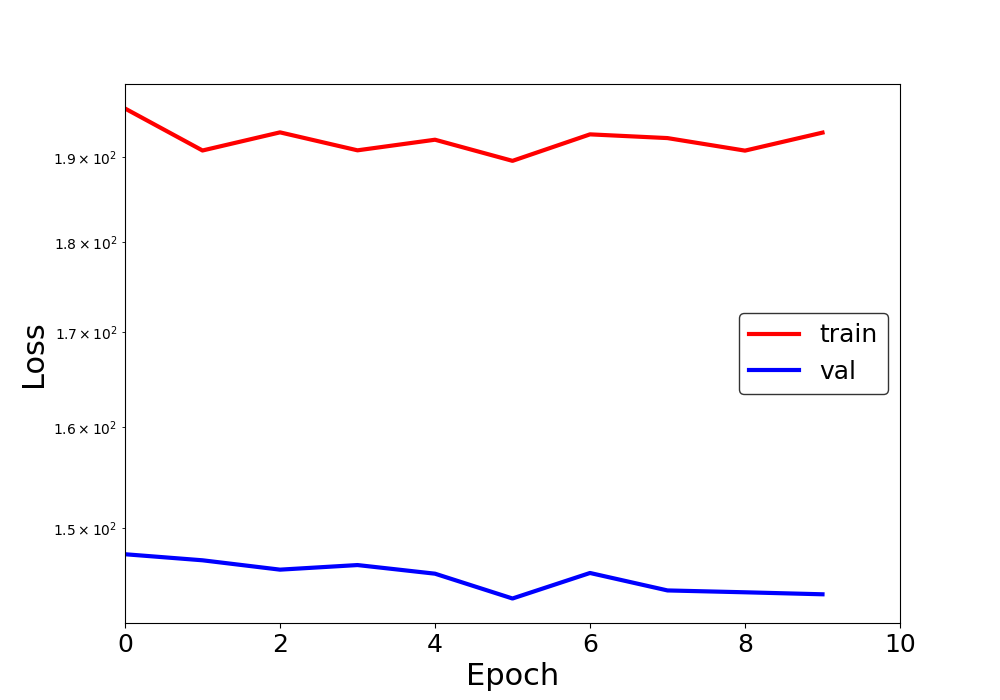 1.9 × 10²
1.8 × 10²
1.7 × 10²
1.6 × 10²
1.5 × 10²
Loss
train
val
0 2 4 6 8 10
Epoch